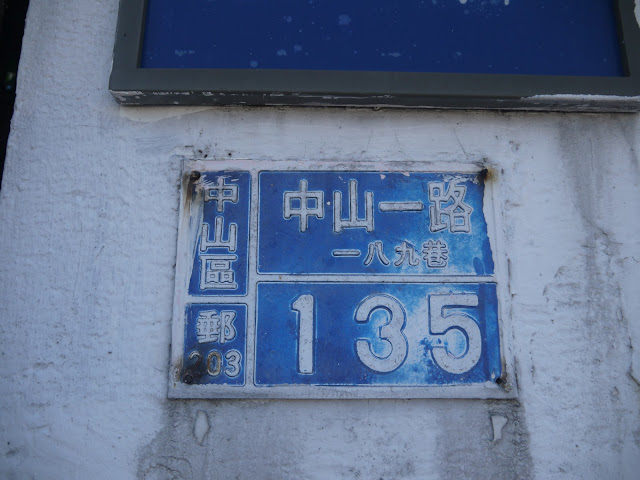 中山區
郵
203
中山一路
一八九巷
135